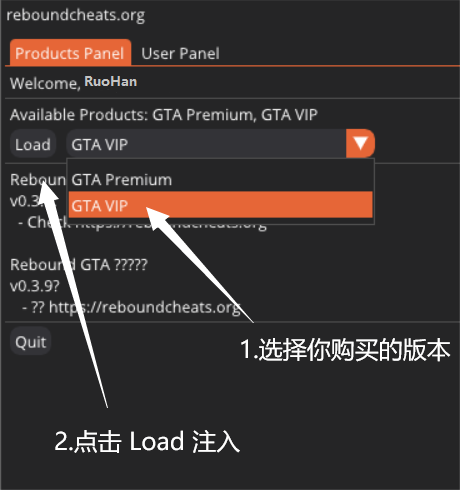 reboundcheats.org
Products Panel User Panel
Welcome, RuoHan
Available Products: GTA Premium, GTA VIP
Load GTA VIP
GTA Premium
GTA VIP
Reboun
v0.3.
- Check https://reboundcheats.org
Rebound GTA ?????
v0.3.9?
- ?? https://reboundcheats.org
Quit
1.选择你购买的版本
2.点击 Load 注入